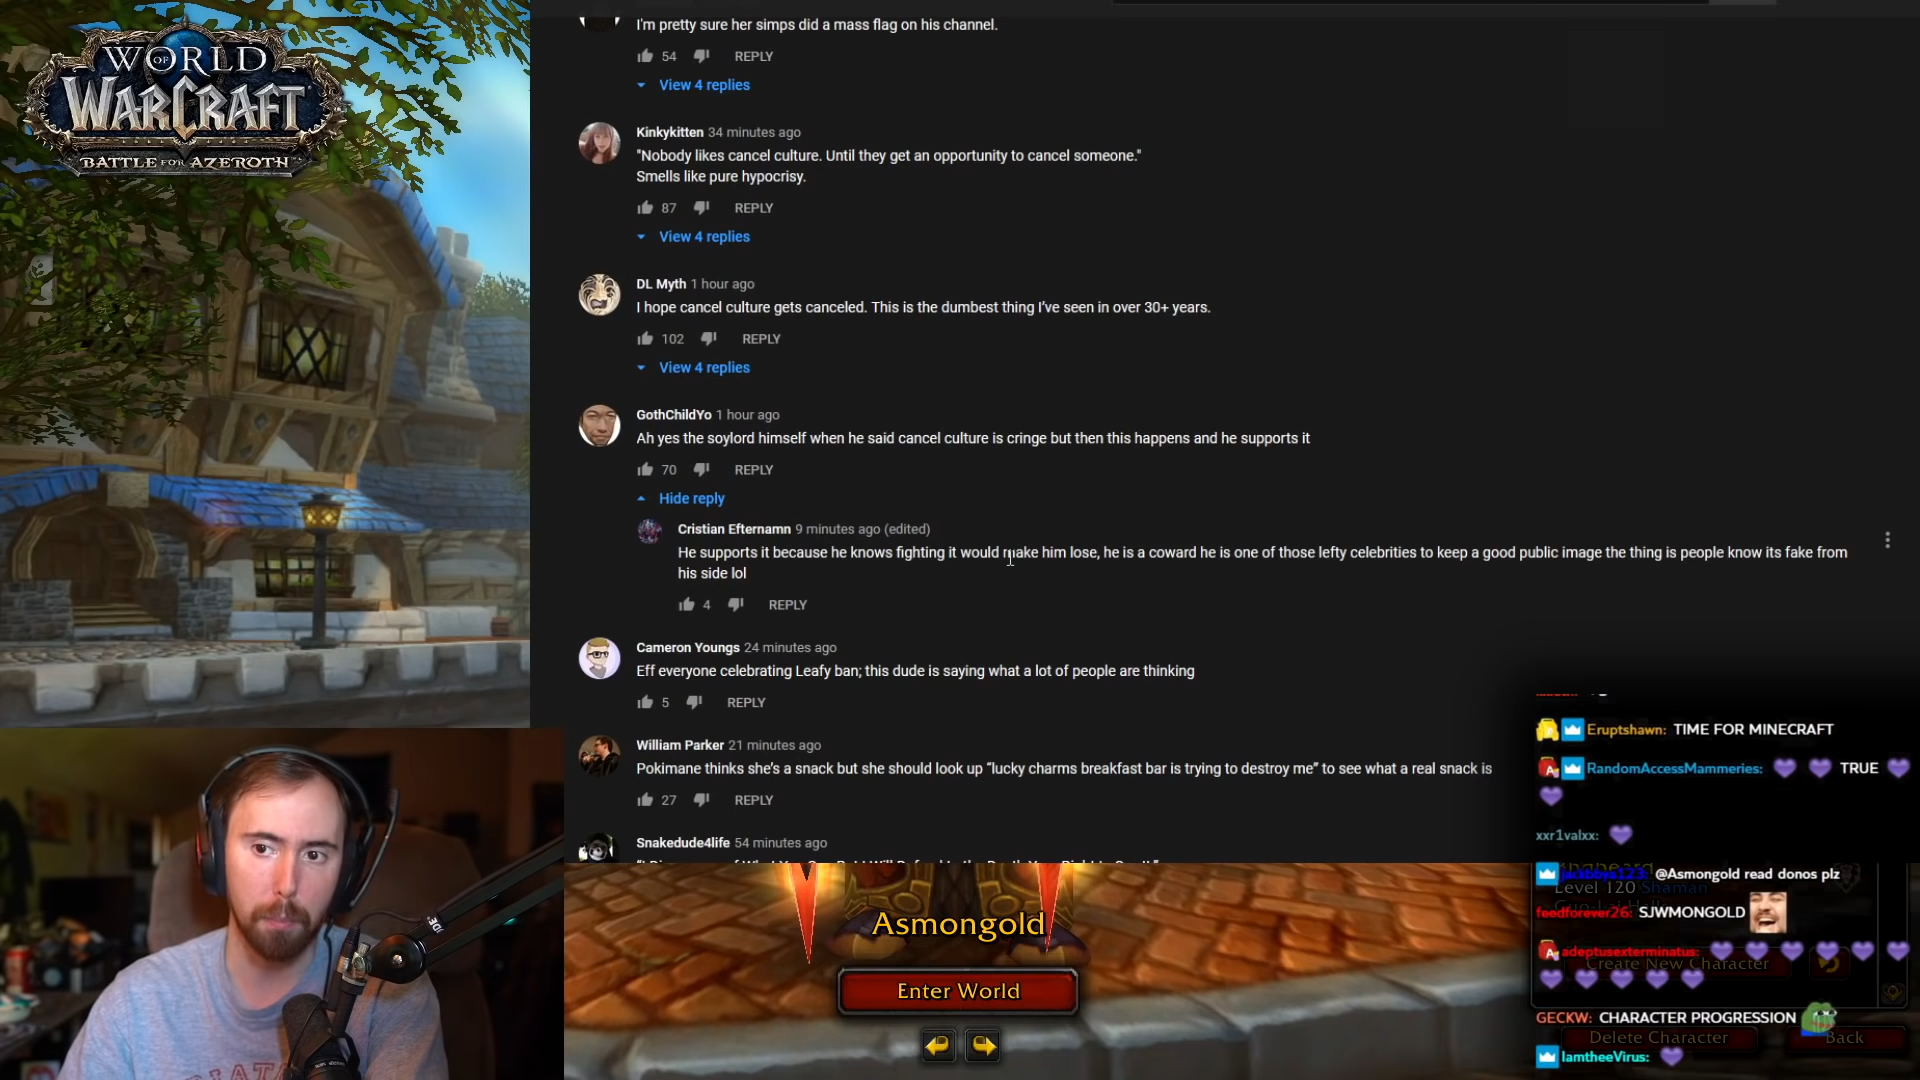 WORLD
OF
WARCRAFT
BATTLE FOR AZEROTH
I'm pretty sure her simps did a mass flag on his channel.
54 REPLY
View 4 replies
Kinkykitten 34 minutes ago
"Nobody likes cancel culture. Until they get an opportunity to cancel someone."
Smells like pure hypocrisy.
87 REPLY
View 4 replies
DL Myth 1 hour ago
I hope cancel culture gets canceled. This is the dumbest thing I've seen in over 30+ years.
102 REPLY
View 4 replies
GothChildYo 1 hour ago
Ah yes the soylord himself when he said cancel culture is cringe but then this happens and he supports it
70 REPLY
Hide reply
Cristian Efternamn 9 minutes ago (edited)
He supports it because he knows fighting it would make him lose, he is a coward he is one of those lefty celebrities to keep a good public image the thing is people know its fake from
his side lol
4 REPLY
Cameron Youngs 24 minutes ago
Eff everyone celebrating Leafy ban; this dude is saying what a lot of people are thinking
5 REPLY
William Parker 21 minutes ago
Pokimane thinks she's a snack but she should look up “lucky charms breakfast bar is trying to destroy me” to see what a real snack is
27 REPLY
Snakedude4life 54 minutes ago
Asmongold
Enter World
Eruptshawn: TIME FOR MINECRAFT
RandomAccessMammeries: TRUE
xxr1valxx:
jackbya123: @Asmongold read donos plz
Level 120 Shaman
feedforever26: SJWMONGOLD
adeptusexterminatus:
Create New Character
GECKW: CHARACTER PROGRESSION
Delete Character
Back
IamtheeVirus: